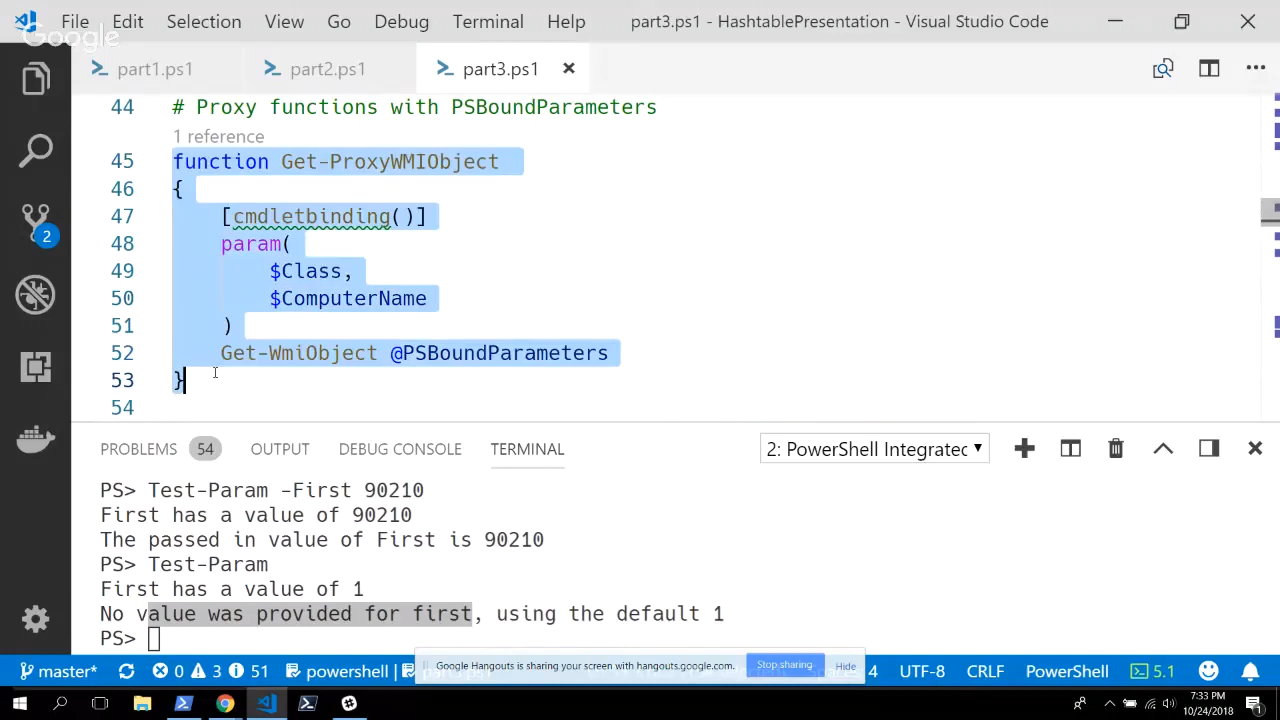 File Edit Selection View Go Debug Terminal Help part3.ps1 - HashtablePresentation - Visual Studio Code
Google
part1.ps1 part2.ps1 part3.ps1
44 # Proxy functions with PSBoundParameters
1 reference
45 function Get-ProxyWMIObject
46 {
47 [cmdletbinding()]
48 param(
49 $Class,
50 $ComputerName
51 )
52 Get-WmiObject @PSBoundParameters
53 }
54
2
PROBLEMS 54 OUTPUT DEBUG CONSOLE TERMINAL 2: PowerShell Integratec
PS> Test-Param -First 90210
First has a value of 90210
The passed in value of First is 90210
PS> Test-Param
First has a value of 1
No value was provided for first, using the default 1
PS>
Google Hangouts is sharing your screen with hangouts.google.com. Stop sharing Hide
master* 0 3 51 powershell 4 UTF-8 CRLF PowerShell 5.1
7:33 PM
10/24/2018
1